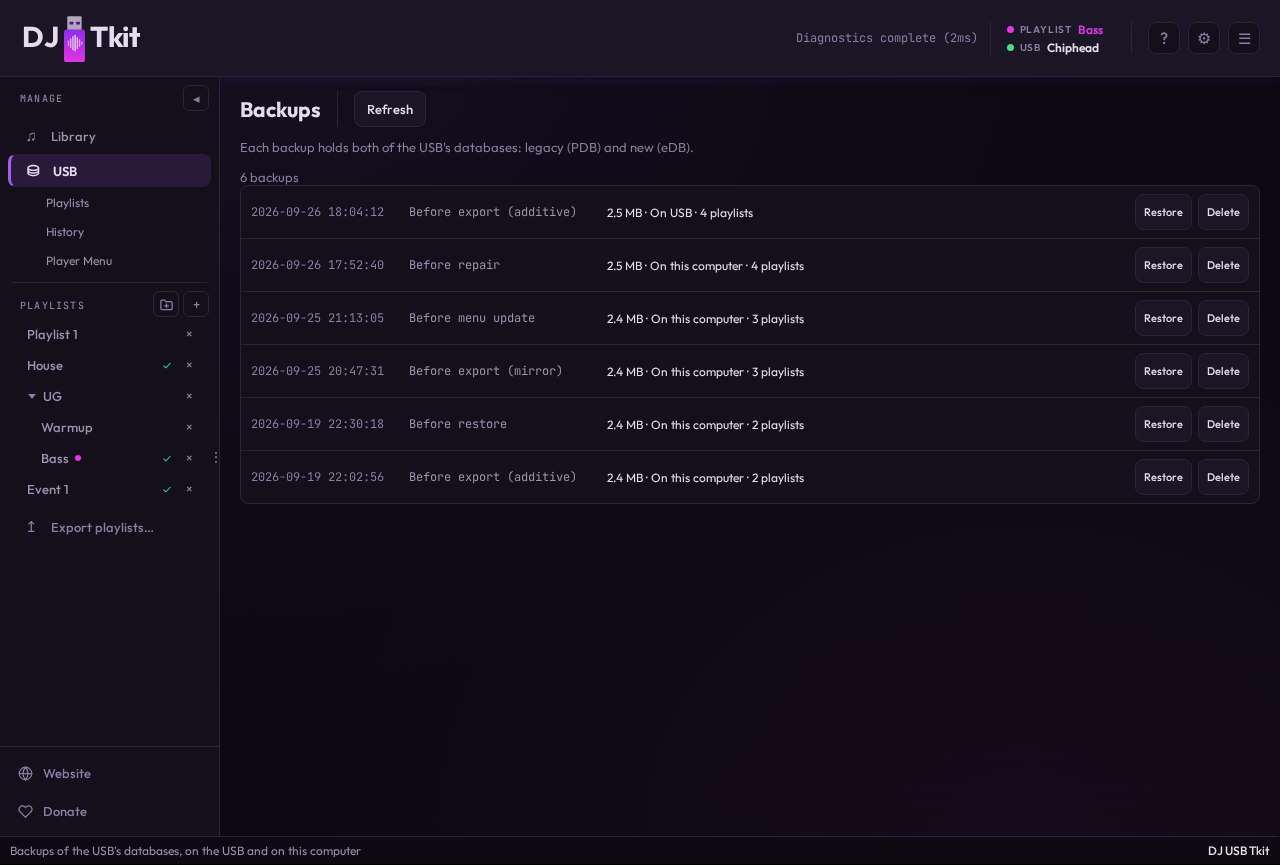 DJ Tkit
Diagnostics complete (2ms)
PLAYLIST Bass
USB Chiphead
?
MANAGE
Library
USB
Playlists
History
Player Menu
PLAYLISTS
+
Playlist 1
House
UG
Warmup
Bass
Event 1
Export playlists…
Website
Donate
Backups
Refresh
Each backup holds both of the USB's databases: legacy (PDB) and new (eDB).
6 backups
2026-09-26 18:04:12 Before export (additive) 2.5 MB · On USB · 4 playlists Restore Delete
2026-09-26 17:52:40 Before repair 2.5 MB · On this computer · 4 playlists Restore Delete
2026-09-25 21:13:05 Before menu update 2.4 MB · On this computer · 3 playlists Restore Delete
2026-09-25 20:47:31 Before export (mirror) 2.4 MB · On this computer · 3 playlists Restore Delete
2026-09-19 22:30:18 Before restore 2.4 MB · On this computer · 2 playlists Restore Delete
2026-09-19 22:02:56 Before export (additive) 2.4 MB · On this computer · 2 playlists Restore Delete
Backups of the USB's databases, on the USB and on this computer
DJ USB Tkit